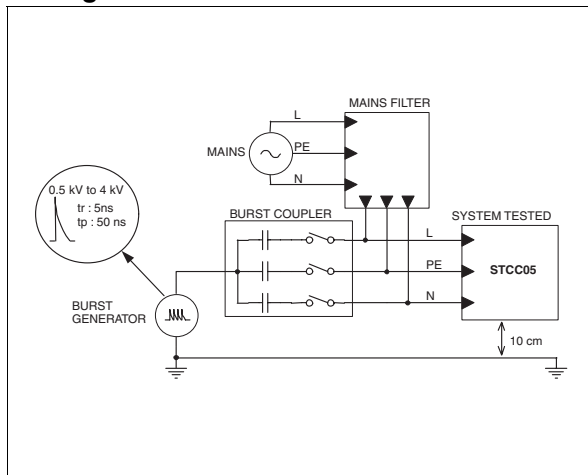 MAINS FILTER
L
MAINS
PE
N
0.5 kV to 4 kV
tr : 5ns
tp : 50 ns
BURST COUPLER
SYSTEM TESTED
L
PE
STCC05
N
BURST
GENERATOR
10 cm